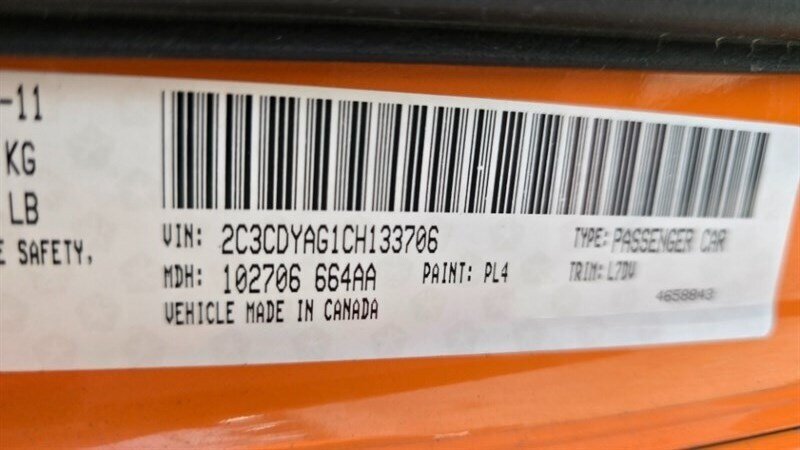 -11
KG
LB
E SAFETY,
VIN: 2C3CDYAG1CH133706 TYPE: PASSENGER CAR
MDH: 102706 664AA PAINT: PL4 TRIM: L7DV
VEHICLE MADE IN CANADA 4658843